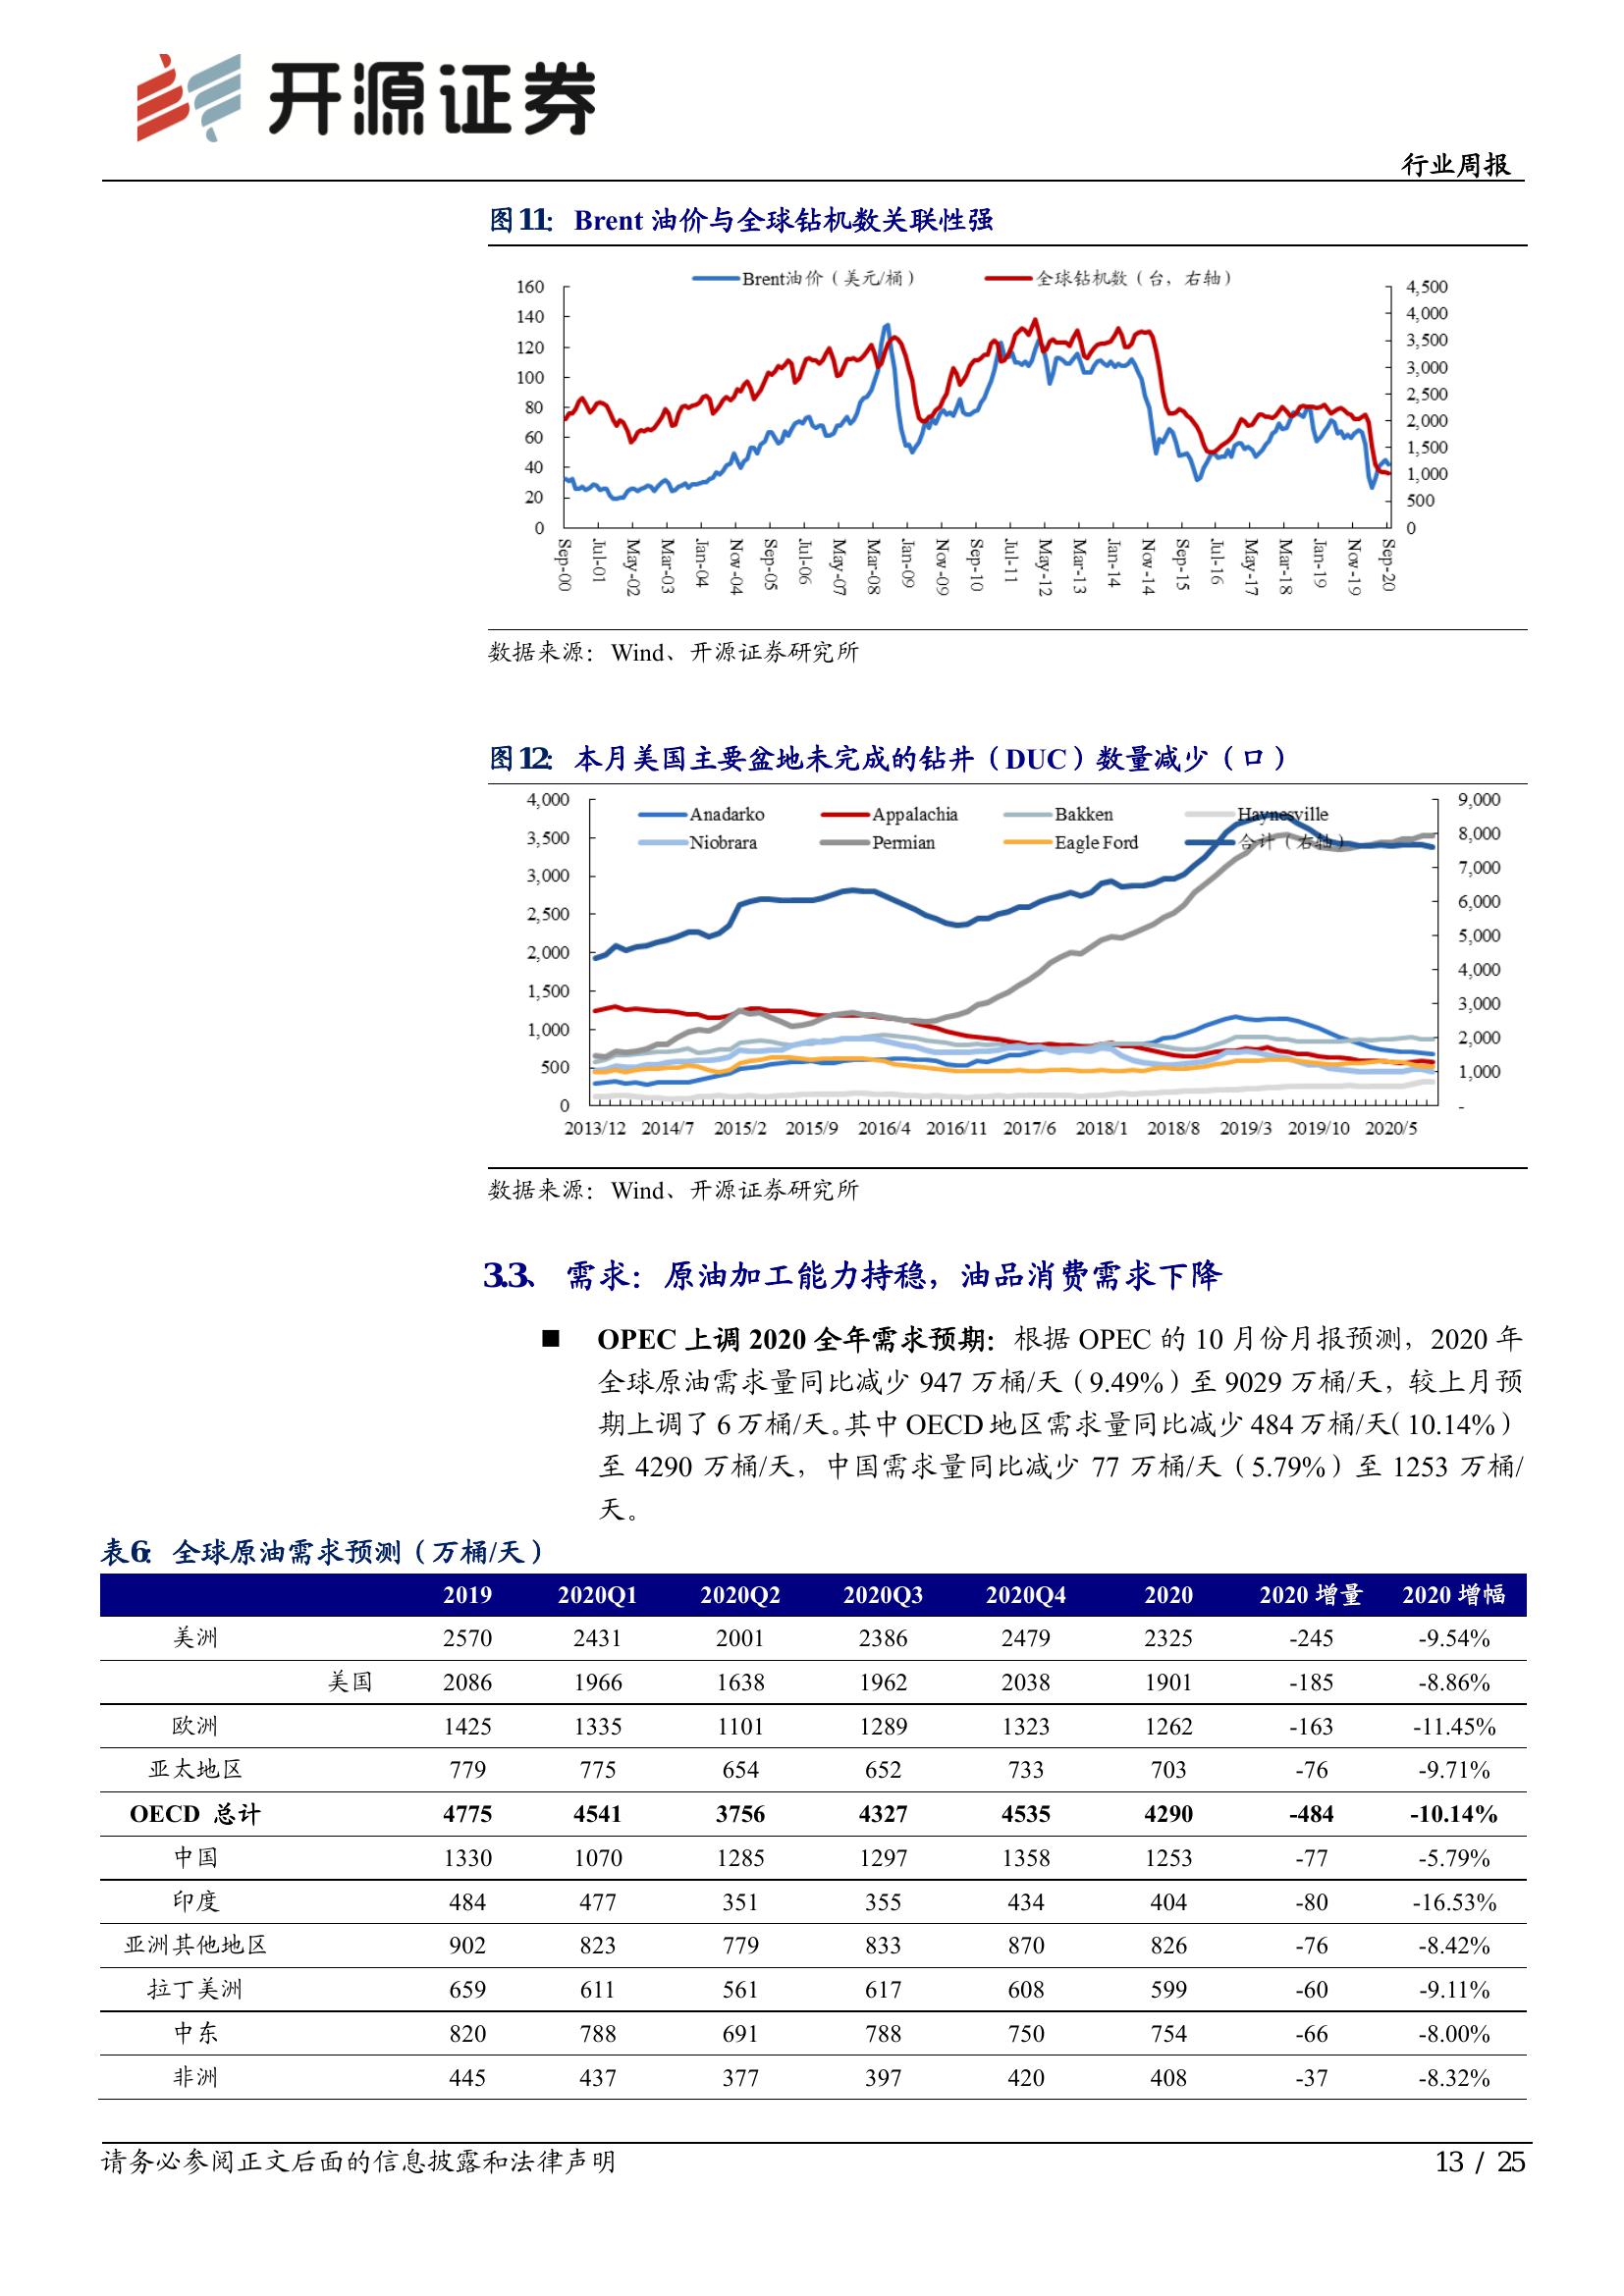 开源证券
行业周报
图11：Brent 油价与全球钻机数关联性强
Brent油价（美元/桶） 全球钻机数（台，右轴）
160 4,500
140 4,000
120 3,500
100 3,000
80 2,500
60 2,000
40 1,500
20 1,000
0 500
0
Sep-00 Jul-01 May-02 Mar-03 Jan-04 Nov-04 Sep-05 Jul-06 May-07 Mar-08 Jan-09 Nov-09 Sep-10 Jul-11 May-12 Mar-13 Jan-14 Nov-14 Sep-15 Jul-16 May-17 Mar-18 Jan-19 Nov-19 Sep-20
数据来源：Wind、开源证券研究所
图12：本月美国主要盆地未完成的钻井（DUC）数量减少（口）
Anadarko Appalachia Bakken Haynesville
Niobrara Permian Eagle Ford 合计（右轴）
4,000 9,000
3,500 8,000
3,000 7,000
2,500 6,000
2,000 5,000
1,500 4,000
1,000 3,000
500 2,000
0 1,000
-
2013/12 2014/7 2015/2 2015/9 2016/4 2016/11 2017/6 2018/1 2018/8 2019/3 2019/10 2020/5
数据来源：Wind、开源证券研究所
3.3、 需求：原油加工能力持稳，油品消费需求下降
■ OPEC 上调 2020 全年需求预期：根据 OPEC 的 10 月份月报预测，2020 年
全球原油需求量同比减少 947 万桶/天（9.49%）至 9029 万桶/天，较上月预
期上调了 6 万桶/天。其中 OECD 地区需求量同比减少 484 万桶/天（10.14%）
至 4290 万桶/天，中国需求量同比减少 77 万桶/天（5.79%）至 1253 万桶/
天。
表6：全球原油需求预测（万桶/天）
2019 2020Q1 2020Q2 2020Q3 2020Q4 2020 2020 增量 2020 增幅
美洲 2570 2431 2001 2386 2479 2325 -245 -9.54%
美国 2086 1966 1638 1962 2038 1901 -185 -8.86%
欧洲 1425 1335 1101 1289 1323 1262 -163 -11.45%
亚太地区 779 775 654 652 733 703 -76 -9.71%
OECD 总计 4775 4541 3756 4327 4535 4290 -484 -10.14%
中国 1330 1070 1285 1297 1358 1253 -77 -5.79%
印度 484 477 351 355 434 404 -80 -16.53%
亚洲其他地区 902 823 779 833 870 826 -76 -8.42%
拉丁美洲 659 611 561 617 608 599 -60 -9.11%
中东 820 788 691 788 750 754 -66 -8.00%
非洲 445 437 377 397 420 408 -37 -8.32%
请务必参阅正文后面的信息披露和法律声明
13 / 25